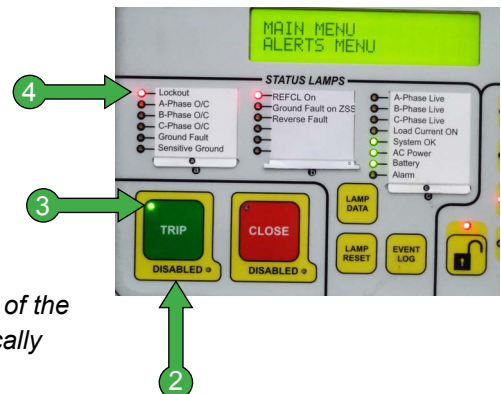 MAIN MENU
ALERTS MENU
STATUS LAMPS
4
Lockout
A-Phase O/C
B-Phase O/C
C-Phase O/C
Ground Fault
Sensitive Ground
a
REFCL On
Ground Fault on ZSS
Reverse Fault
b
A-Phase Live
B-Phase Live
C-Phase Live
Load Current ON
System OK
AC Power
Battery
Alarm
c
3
TRIP
DISABLED
CLOSE
DISABLED
LAMP
DATA
LAMP
RESET
EVENT
LOG
of the
cally
2